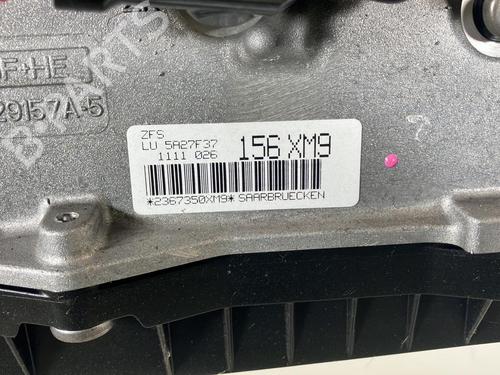 F+HE
29157A-5
ZFS
LU 5A27F37
1111 026
156 XM9
*2367350XM9* SAARBRUECKEN